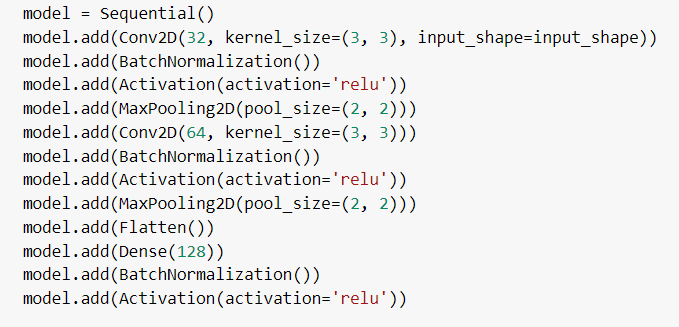 model = Sequential()
model.add(Conv2D(32, kernel_size=(3, 3), input_shape=input_shape))
model.add(BatchNormalization())
model.add(Activation(activation='relu'))
model.add(MaxPooling2D(pool_size=(2, 2)))
model.add(Conv2D(64, kernel_size=(3, 3)))
model.add(BatchNormalization())
model.add(Activation(activation='relu'))
model.add(MaxPooling2D(pool_size=(2, 2)))
model.add(Flatten())
model.add(Dense(128))
model.add(BatchNormalization())
model.add(Activation(activation='relu'))